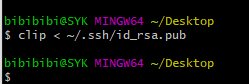 bibibibi@SYK MINGW64 ~/Desktop
$ clip < ~/.ssh/id_rsa.pub
bibibibi@SYK MINGW64 ~/Desktop
$